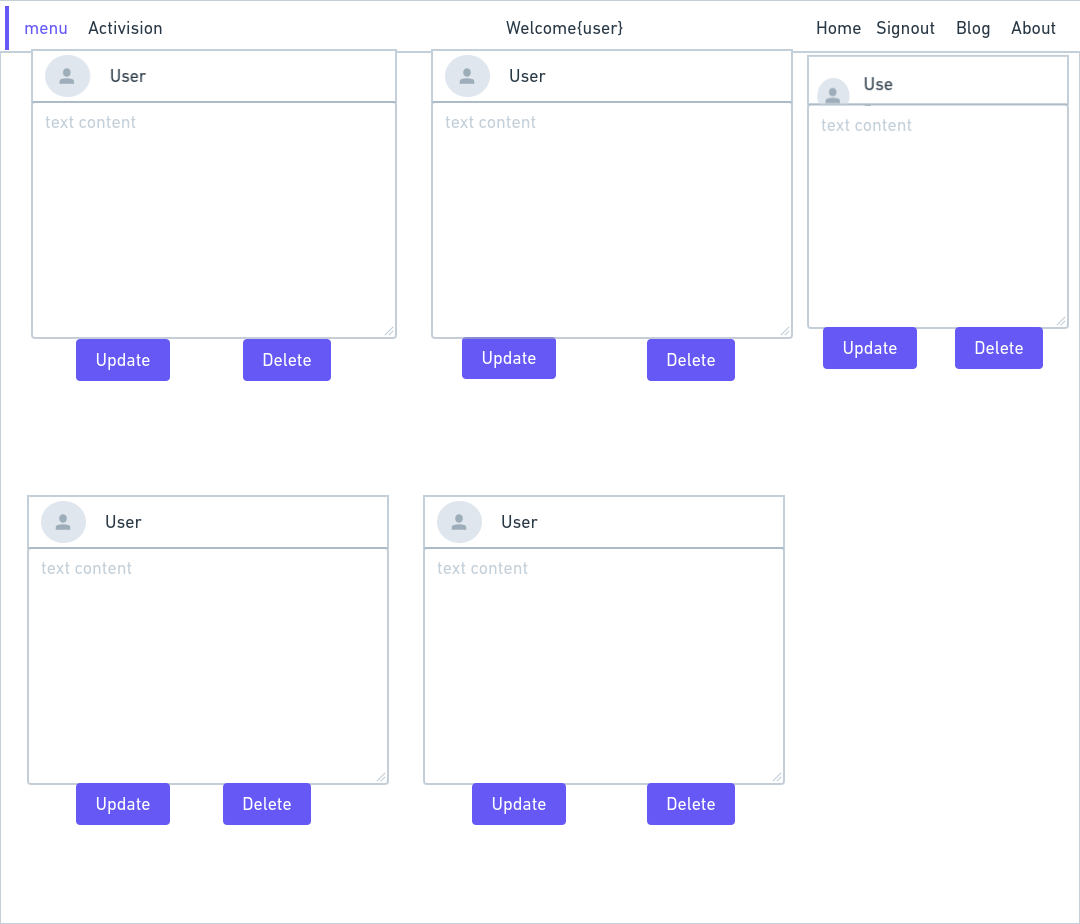 menu Activision Welcome{user} Home Signout Blog About
User
text content
Update Delete
User
text content
Update Delete
Use
text content
Update Delete
User
text content
Update Delete
User
text content
Update Delete